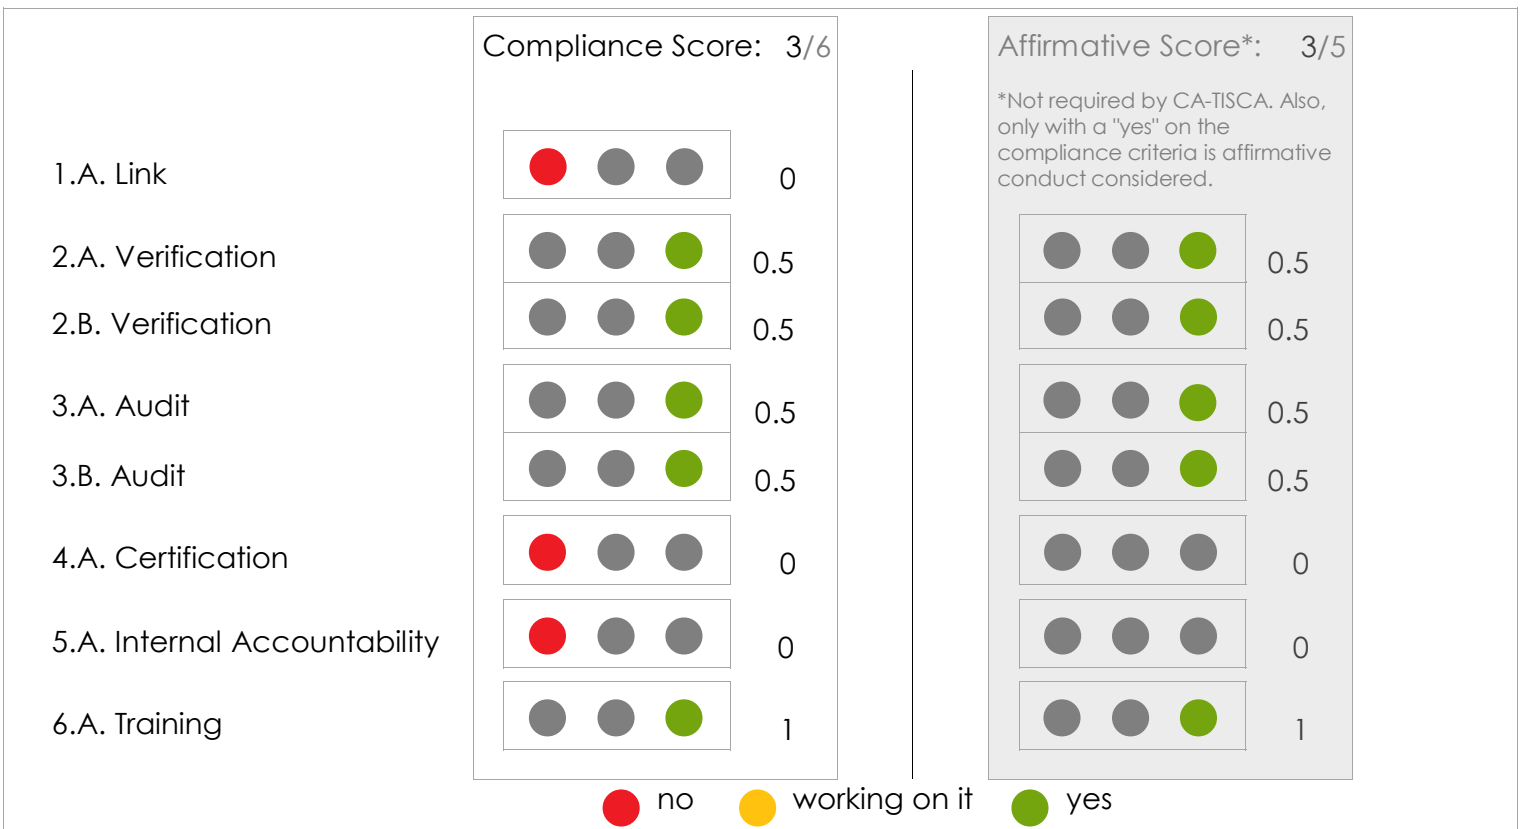 Compliance Score: 3/6
Affirmative Score*: 3/5
*Not required by CA-TISCA. Also,
only with a "yes" on the
compliance criteria is affirmative
conduct considered.
1.A. Link 0
2.A. Verification 0.5 0.5
2.B. Verification 0.5 0.5
3.A. Audit 0.5 0.5
3.B. Audit 0.5 0.5
4.A. Certification 0 0
5.A. Internal Accountability 0 0
6.A. Training 1 1
no working on it yes